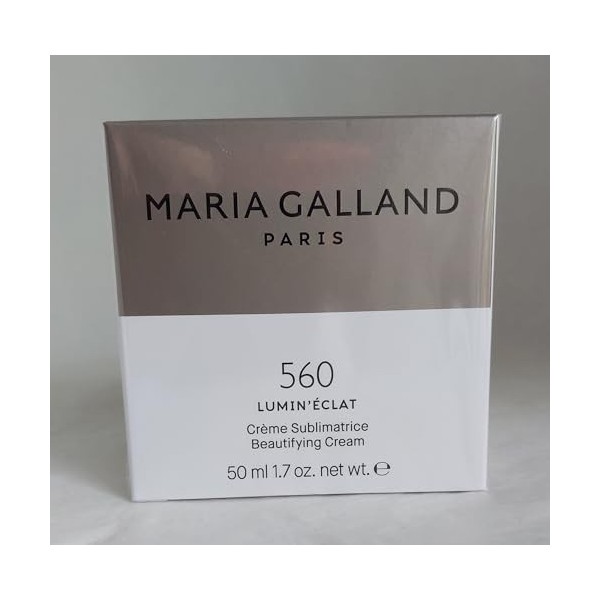 MARIA GALLAND
PARIS
560
LUMIN'ÉCLAT
Crème Sublimatrice
Beautifying Cream
50 ml 1.7 oz. net wt. ℮